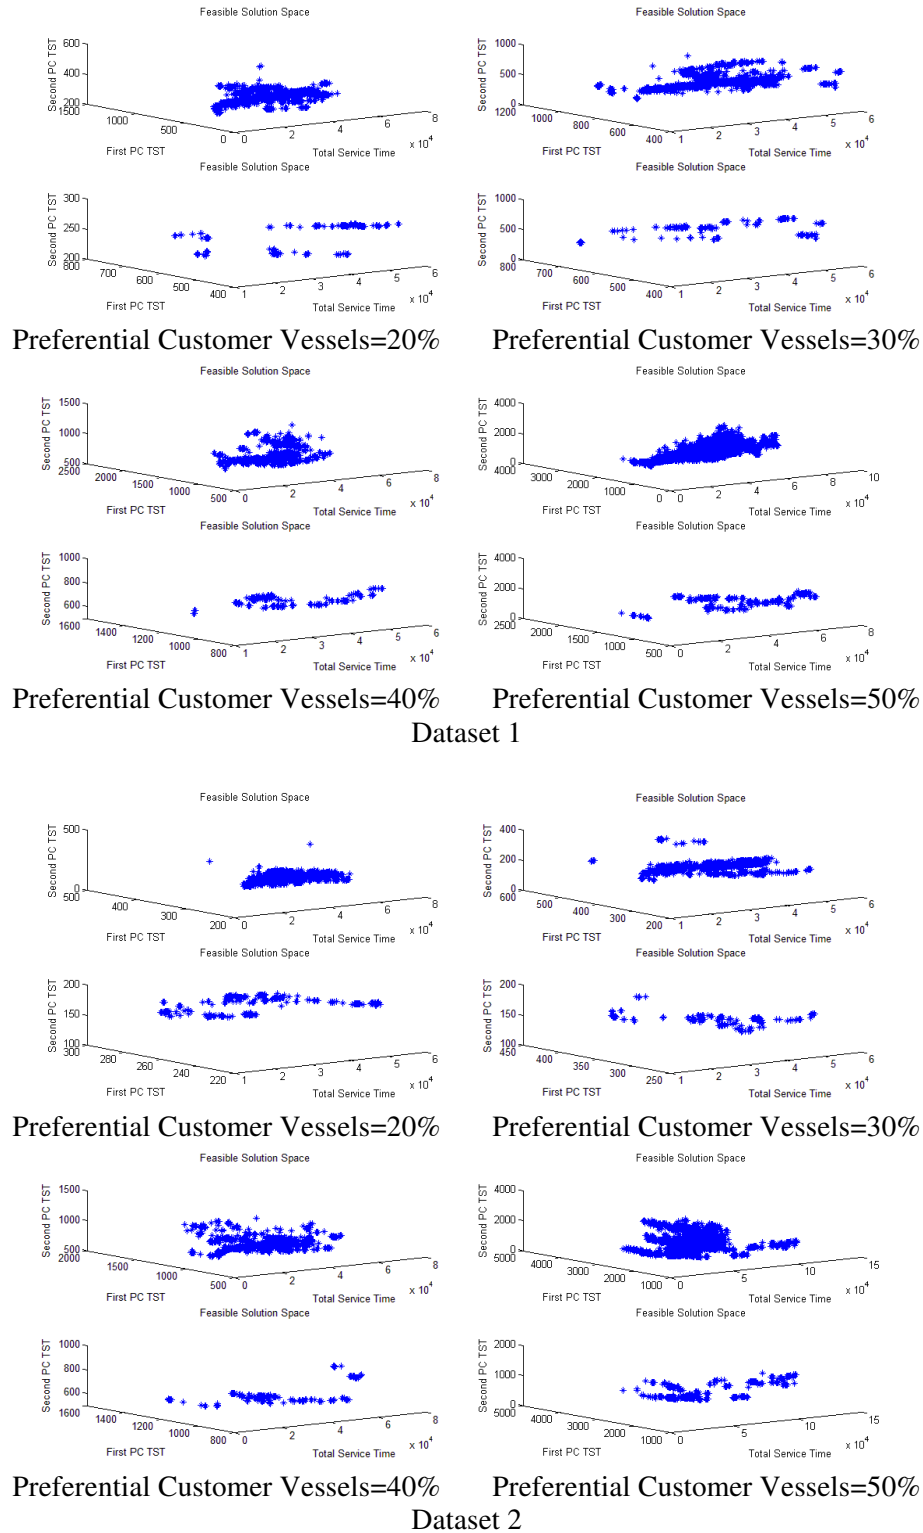 Feasible Solution Space
Feasible Solution Space
Second PC TST
600
400
200
1500
1000
500
0
First PC TST
0
2
4
6
8
x 10^4
Total Service Time
Second PC TST
1000
500
0
1200
1000
800
600
400
First PC TST
1
2
3
4
5
6
x 10^4
Total Service Time
Feasible Solution Space
Feasible Solution Space
Second PC TST
300
250
200
800
700
600
500
400
First PC TST
1
2
3
4
5
6
x 10^4
Total Service Time
Second PC TST
1000
500
0
800
700
600
500
400
First PC TST
1
2
3
4
5
6
x 10^4
Total Service Time
Preferential Customer Vessels=20%
Preferential Customer Vessels=30%
Feasible Solution Space
Feasible Solution Space
Second PC TST
1500
1000
500
2500
2000
1500
1000
500
First PC TST
0
2
4
6
8
x 10^4
Total Service Time
Second PC TST
4000
2000
0
4000
3000
2000
1000
0
First PC TST
0
2
4
6
8
10
x 10^4
Total Service Time
Feasible Solution Space
Feasible Solution Space
Second PC TST
1000
800
600
1600
1400
1200
1000
800
First PC TST
1
2
3
4
5
6
x 10^4
Total Service Time
Second PC TST
4000
2000
0
2500
2000
1500
1000
500
First PC TST
0
2
4
6
8
x 10^4
Total Service Time
Preferential Customer Vessels=40%
Preferential Customer Vessels=50%
Dataset 1
Feasible Solution Space
Feasible Solution Space
Second PC TST
500
0
500
400
300
200
First PC TST
0
2
4
6
8
x 10^4
Total Service Time
Second PC TST
400
200
0
600
500
400
300
200
First PC TST
1
2
3
4
5
6
x 10^4
Total Service Time
Feasible Solution Space
Feasible Solution Space
Second PC TST
200
150
100
300
280
260
240
220
First PC TST
1
2
3
4
5
6
x 10^4
Total Service Time
Second PC TST
200
150
100
450
400
350
300
250
First PC TST
1
2
3
4
5
6
x 10^4
Total Service Time
Preferential Customer Vessels=20%
Preferential Customer Vessels=30%
Feasible Solution Space
Feasible Solution Space
Second PC TST
1500
1000
500
2000
1500
1000
500
First PC TST
0
2
4
6
8
x 10^4
Total Service Time
Second PC TST
4000
2000
0
5000
4000
3000
2000
1000
First PC TST
0
5
10
15
x 10^4
Total Service Time
Feasible Solution Space
Feasible Solution Space
Second PC TST
1000
800
600
1600
1400
1200
1000
800
First PC TST
0
2
4
6
8
x 10^4
Total Service Time
Second PC TST
2000
1000
0
5000
4000
3000
2000
1000
First PC TST
0
5
10
15
x 10^4
Total Service Time
Preferential Customer Vessels=40%
Preferential Customer Vessels=50%
Dataset 2